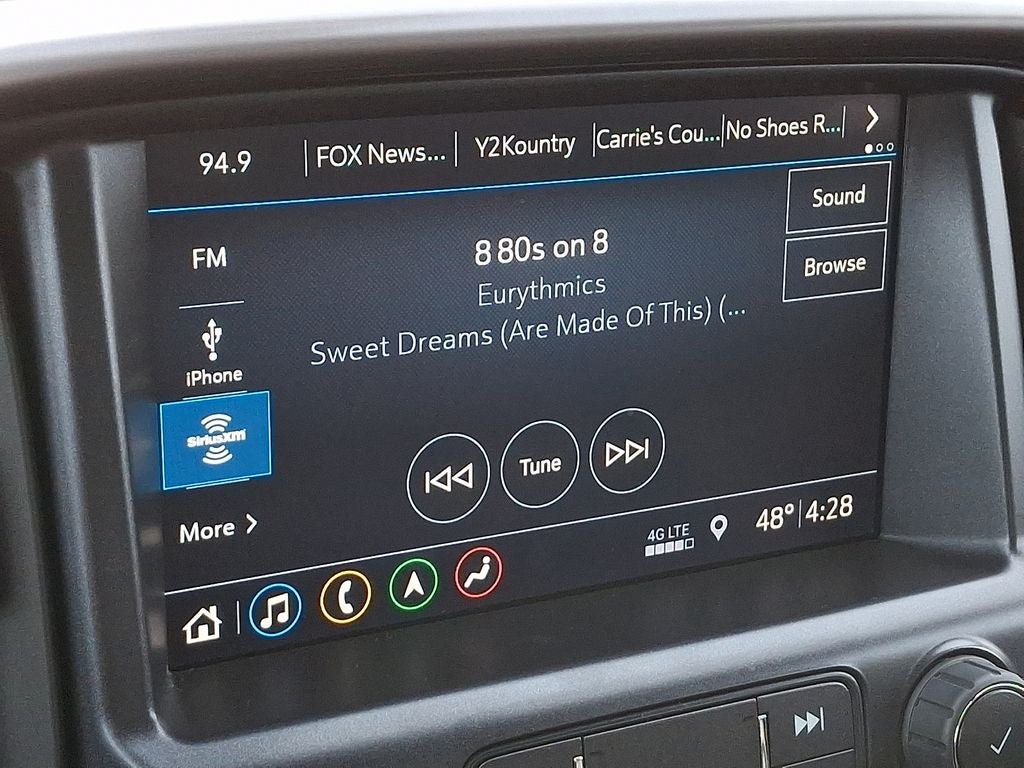 94.9
FOX News...
Y2Kountry
Carrie's Cou...
No Shoes R...
FM
iPhone
SiriusXM
More
8 80s on 8
Eurythmics
Sweet Dreams (Are Made Of This) (...
Sound
Browse
Tune
4G LTE
48° 4:28